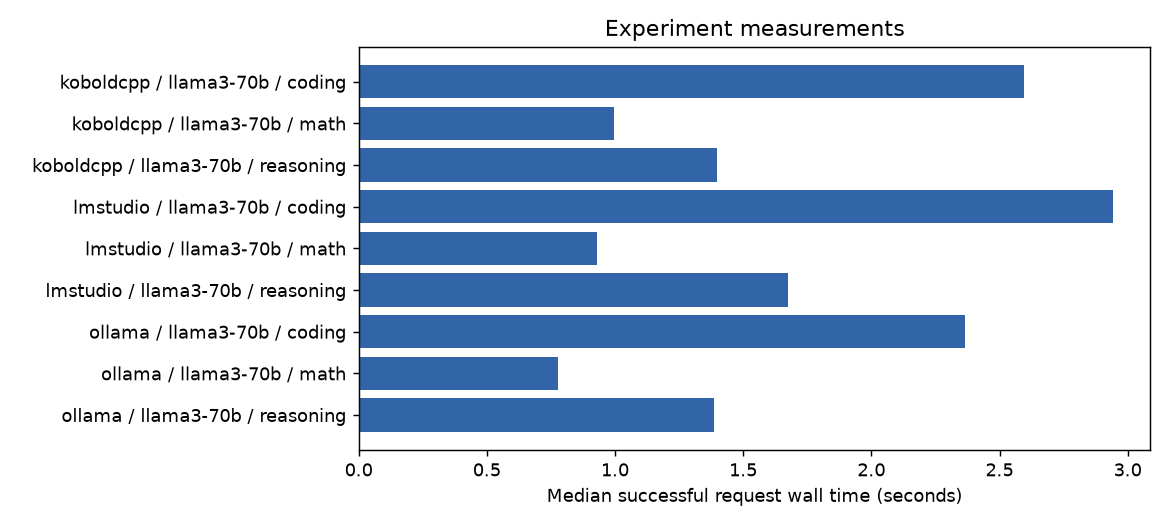 Experiment measurements
koboldcpp / llama3-70b / coding
koboldcpp / llama3-70b / math
koboldcpp / llama3-70b / reasoning
lmstudio / llama3-70b / coding
lmstudio / llama3-70b / math
lmstudio / llama3-70b / reasoning
ollama / llama3-70b / coding
ollama / llama3-70b / math
ollama / llama3-70b / reasoning
0.0 0.5 1.0 1.5 2.0 2.5 3.0
Median successful request wall time (seconds)